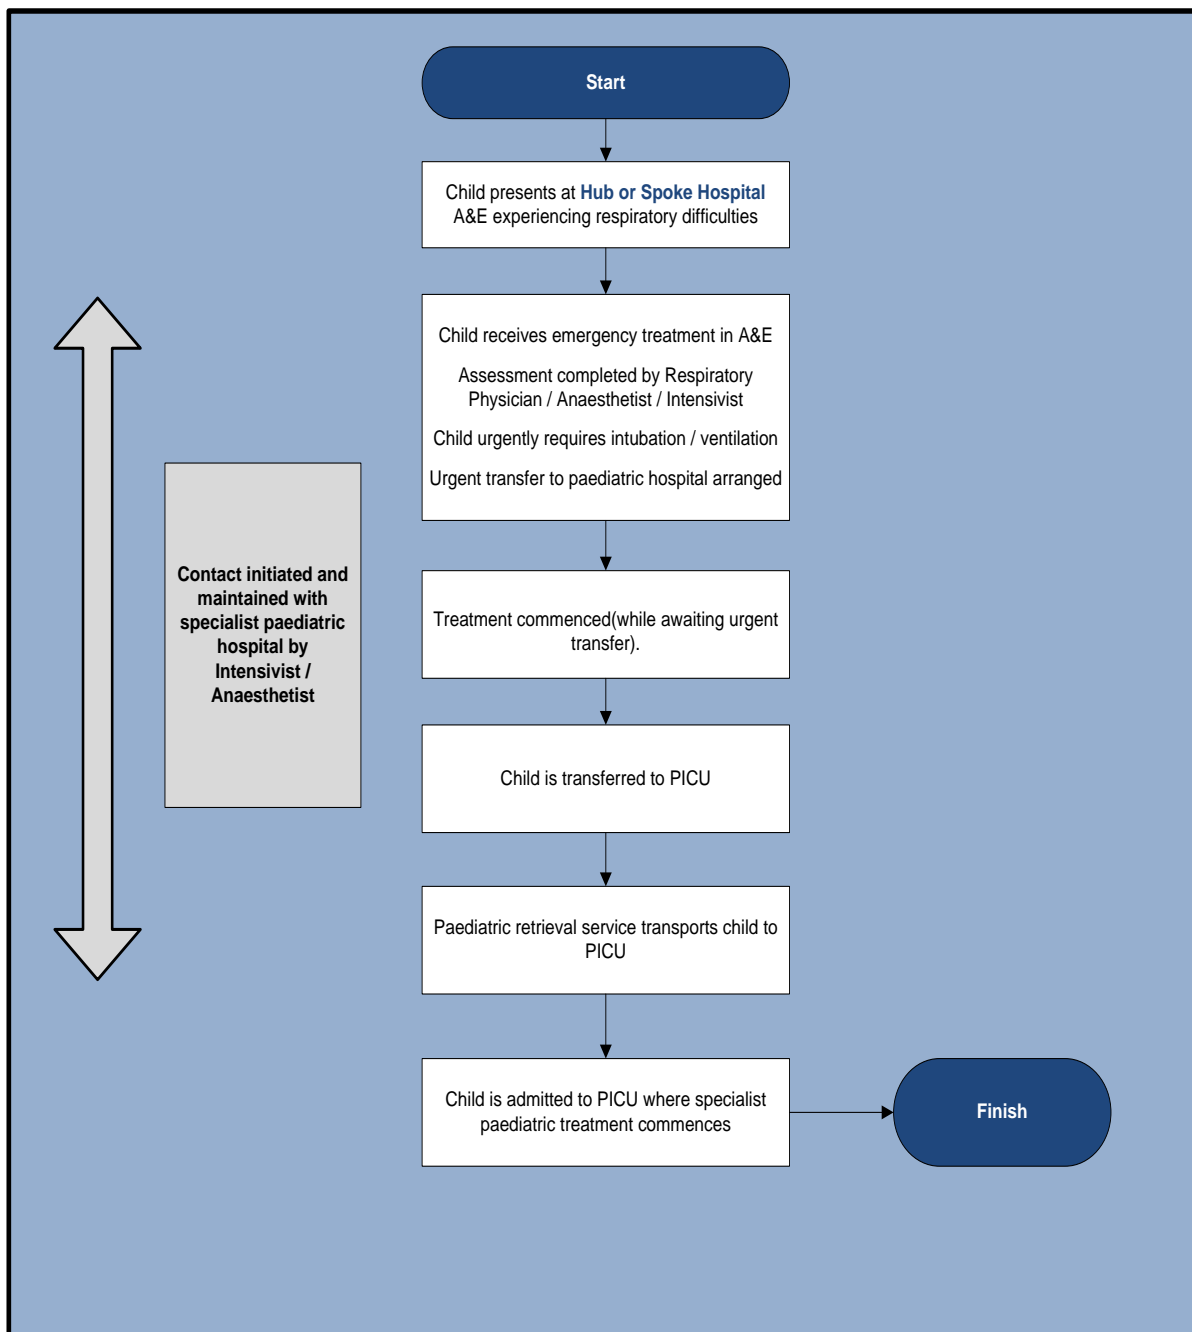 Start
Child presents at Hub or Spoke Hospital
A&E experiencing respiratory difficulties
Child receives emergency treatment in A&E
Assessment completed by Respiratory
Physician / Anaesthetist / Intensivist
Child urgently requires intubation / ventilation
Urgent transfer to paediatric hospital arranged
Contact initiated and
maintained with
specialist paediatric
hospital by
Intensivist /
Anaesthetist
Treatment commenced(while awaiting urgent
transfer).
Child is transferred to PICU
Paediatric retrieval service transports child to
PICU
Child is admitted to PICU where specialist
paediatric treatment commences
Finish